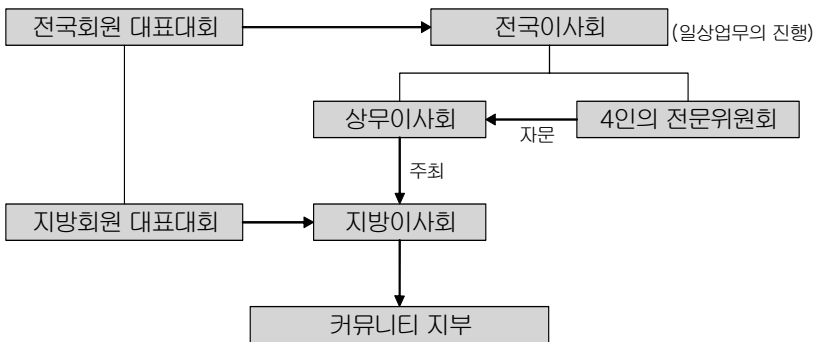 전국회원 대표대회
전국이사회
(일상업무의 진행)
상무이사회
자문
4인의 전문위원회
주최
지방회원 대표대회
지방이사회
커뮤니티 지부